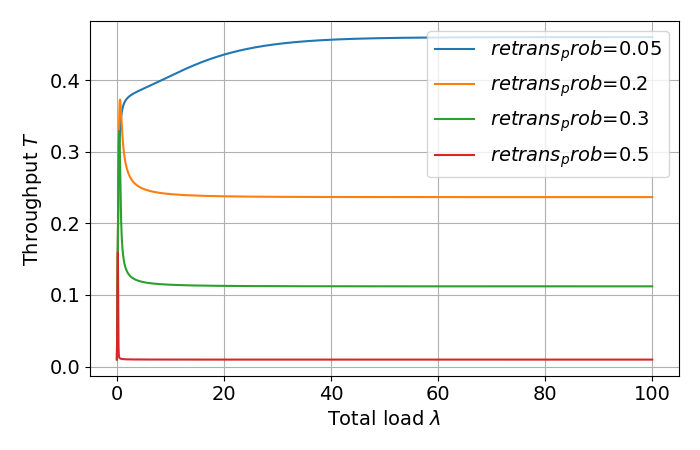 retrans_prob=0.05
retrans_prob=0.2
retrans_prob=0.3
retrans_prob=0.5
0.4
0.3
0.2
0.1
0.0
Throughput T
0 20 40 60 80 100
Total load λ